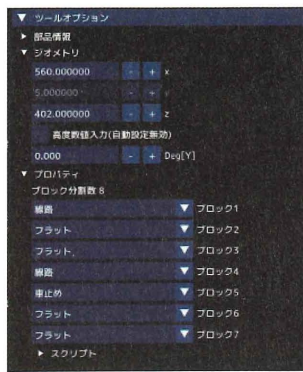 ▼ ツールオプション
▶ 部品情報
▼ ジオメトリ
560.000000 - + x
5.000000 - + y
402.000000 - + z
高度数値入力(自動設定無効)
0.000 - + Deg[Y]
▼ プロパティ
ブロック分割数 8
線路 ▼ ブロック1
フラット ▼ ブロック2
フラット ▼ ブロック3
線路 ▼ ブロック4
車止め ▼ ブロック5
フラット ▼ ブロック6
フラット ▼ ブロック7
▶ スクリプト